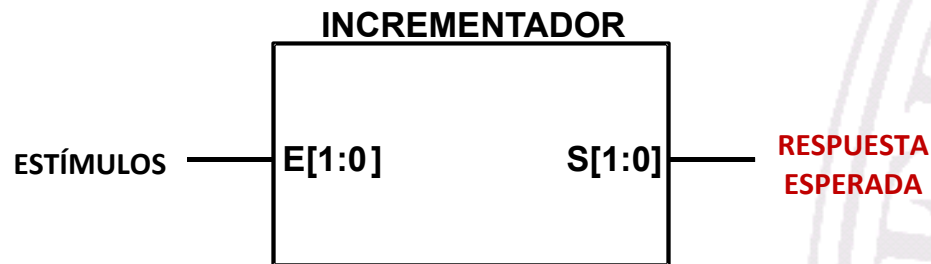 INCREMENTADOR
ESTÍMULOS
E[1:0]
S[1:0]
RESPUESTA
ESPERADA